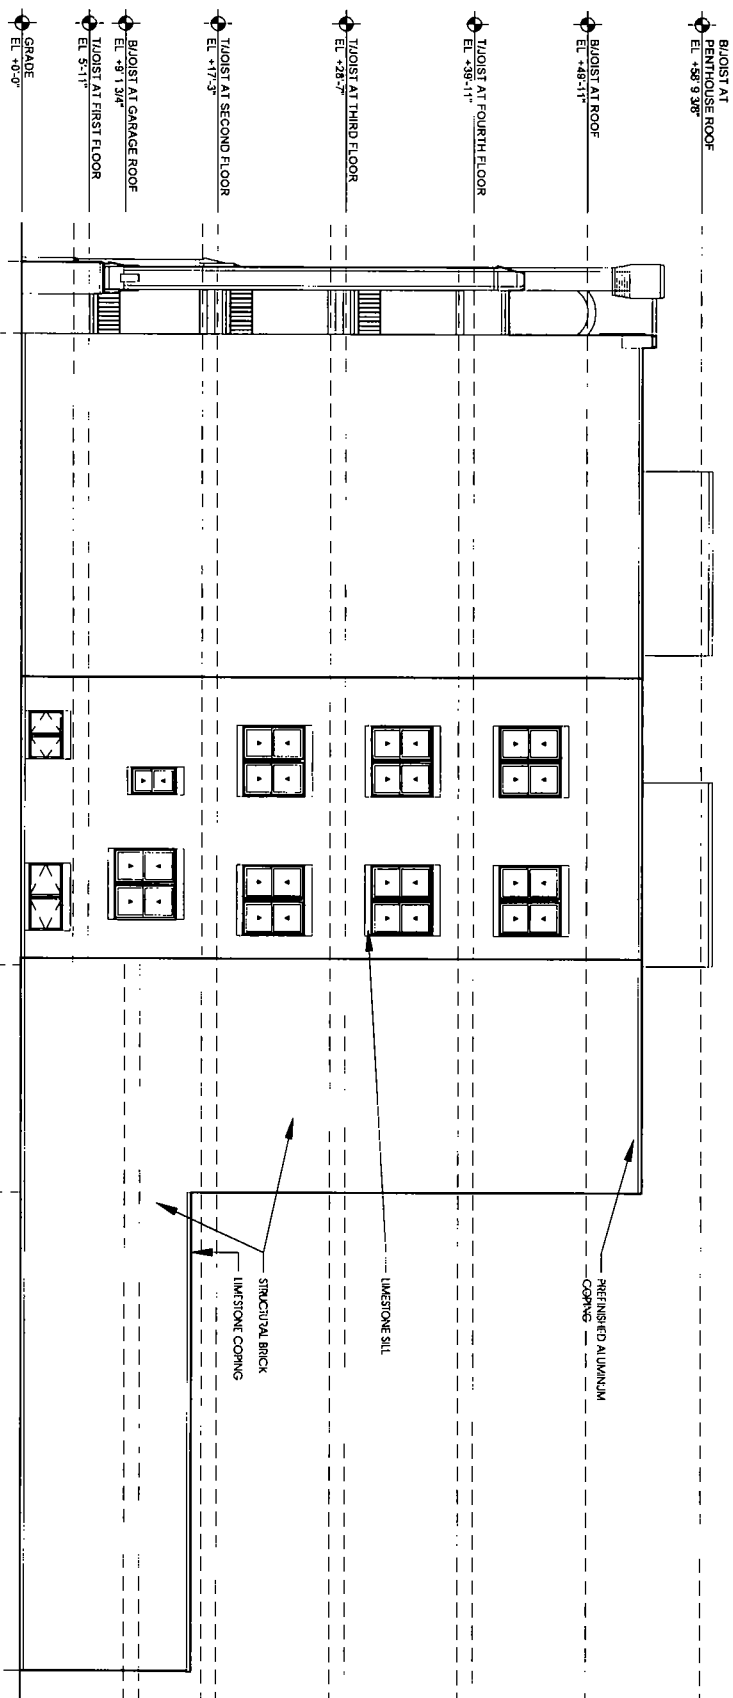 B/JOIST AT
PENTHOUSE ROOF
EL +58' 9 3/8"
B/JOIST AT ROOF
EL +49'-11"
T/JOIST AT FOURTH FLOOR
EL +39'-11"
T/JOIST AT THIRD FLOOR
EL +28'-7"
T/JOIST AT SECOND FLOOR
EL +17'-3"
B/JOIST AT GARAGE ROOF
EL +9' 1 3/4"
T/JOIST AT FIRST FLOOR
EL 5'-11"
GRADE
EL +0'-0"
PREFINISHED ALUMINUM
COPING
LIMESTONE SILL
STRUCTURAL BRICK
LIMESTONE COPING